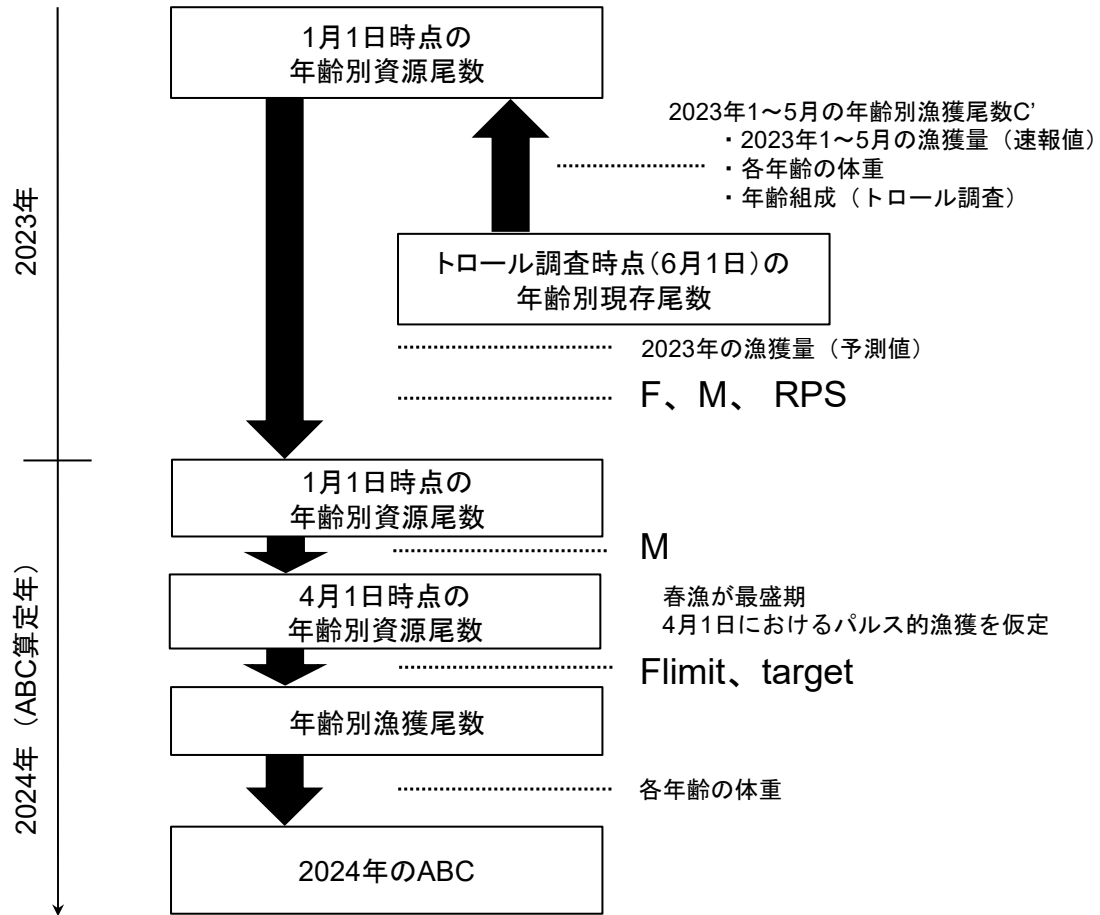 1月1日時点の
年齢別資源尾数
2023年1～5月の年齢別漁獲尾数C’
・2023年1～5月の漁獲量（速報値）
・各年齢の体重
・年齢組成（トロール調査）
2023年
トロール調査時点（6月1日）の
年齢別現存尾数
2023年の漁獲量（予測値）
F、M、 RPS
1月1日時点の
年齢別資源尾数
M
4月1日時点の
年齢別資源尾数
春漁が最盛期
4月1日におけるパルス的漁獲を仮定
Flimit、target
2024年（ABC算定年）
年齢別漁獲尾数
各年齢の体重
2024年のABC